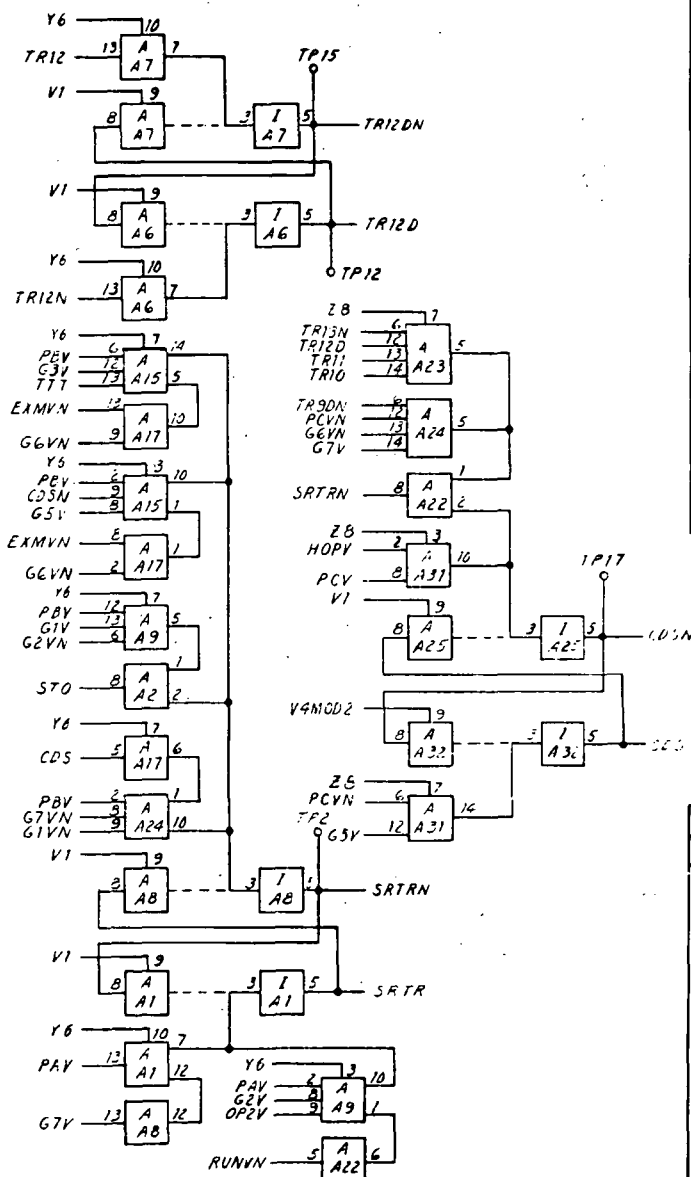 Y6
10
TR12 13 A 7
A7
TP15
V1 9
8 A 3 I 5 TR12DN
A7 A7
V1 9
8 A 3 I 5 TR12D
A6 A6
Y6 10
TP12
TR12N 13 A 7
A6
Y6 7 14
PBV 6 A
G3V 12 A15 5
TTT 13
EXMVN A 10
G6VN 9 A17
3 10
PBV A
CDSN 9 A15 1
G5V 8
EXMVN 8 A 1
G6VN 2 A17
Y6 7
PBV 12 A 5
G1V 13 A9
G2VN 6
STO 8 A 1
A2 2
7
CDS 5 A 6
A17
PBV 2 A 1
G7VN 8 A24 10
G1VN 9
V1 9
8 A 3 I SRTRN
A8 A8
V1 9
8 A 3 I 5 SRTR
A1 A1
Y6 10 7
PAV 13 A 12
A1
G7V 13 A 12
A8
Y6 3
PAV 2 A 10
G2V 8 A9 1
OP2V 9
RUNVN 5 A 6
A22
Z8 7
TR13N 6
TR12D 12 A 5
TR11 13 A23
TR10 14
TR9DN
PCVN 12 A 5
G6VN 13 A24
G7V 14
SRTRN 8 A 1
A22 2
Z8 3
HOPV 2 A 10
PCV 8 A31
TP17
V1 9
8 A 3 I 5 CDSN
A25 A25
V4MOD2 9
8 A 3 I 5
A32
7
PCVN 6 A 14
G5V 12 A31